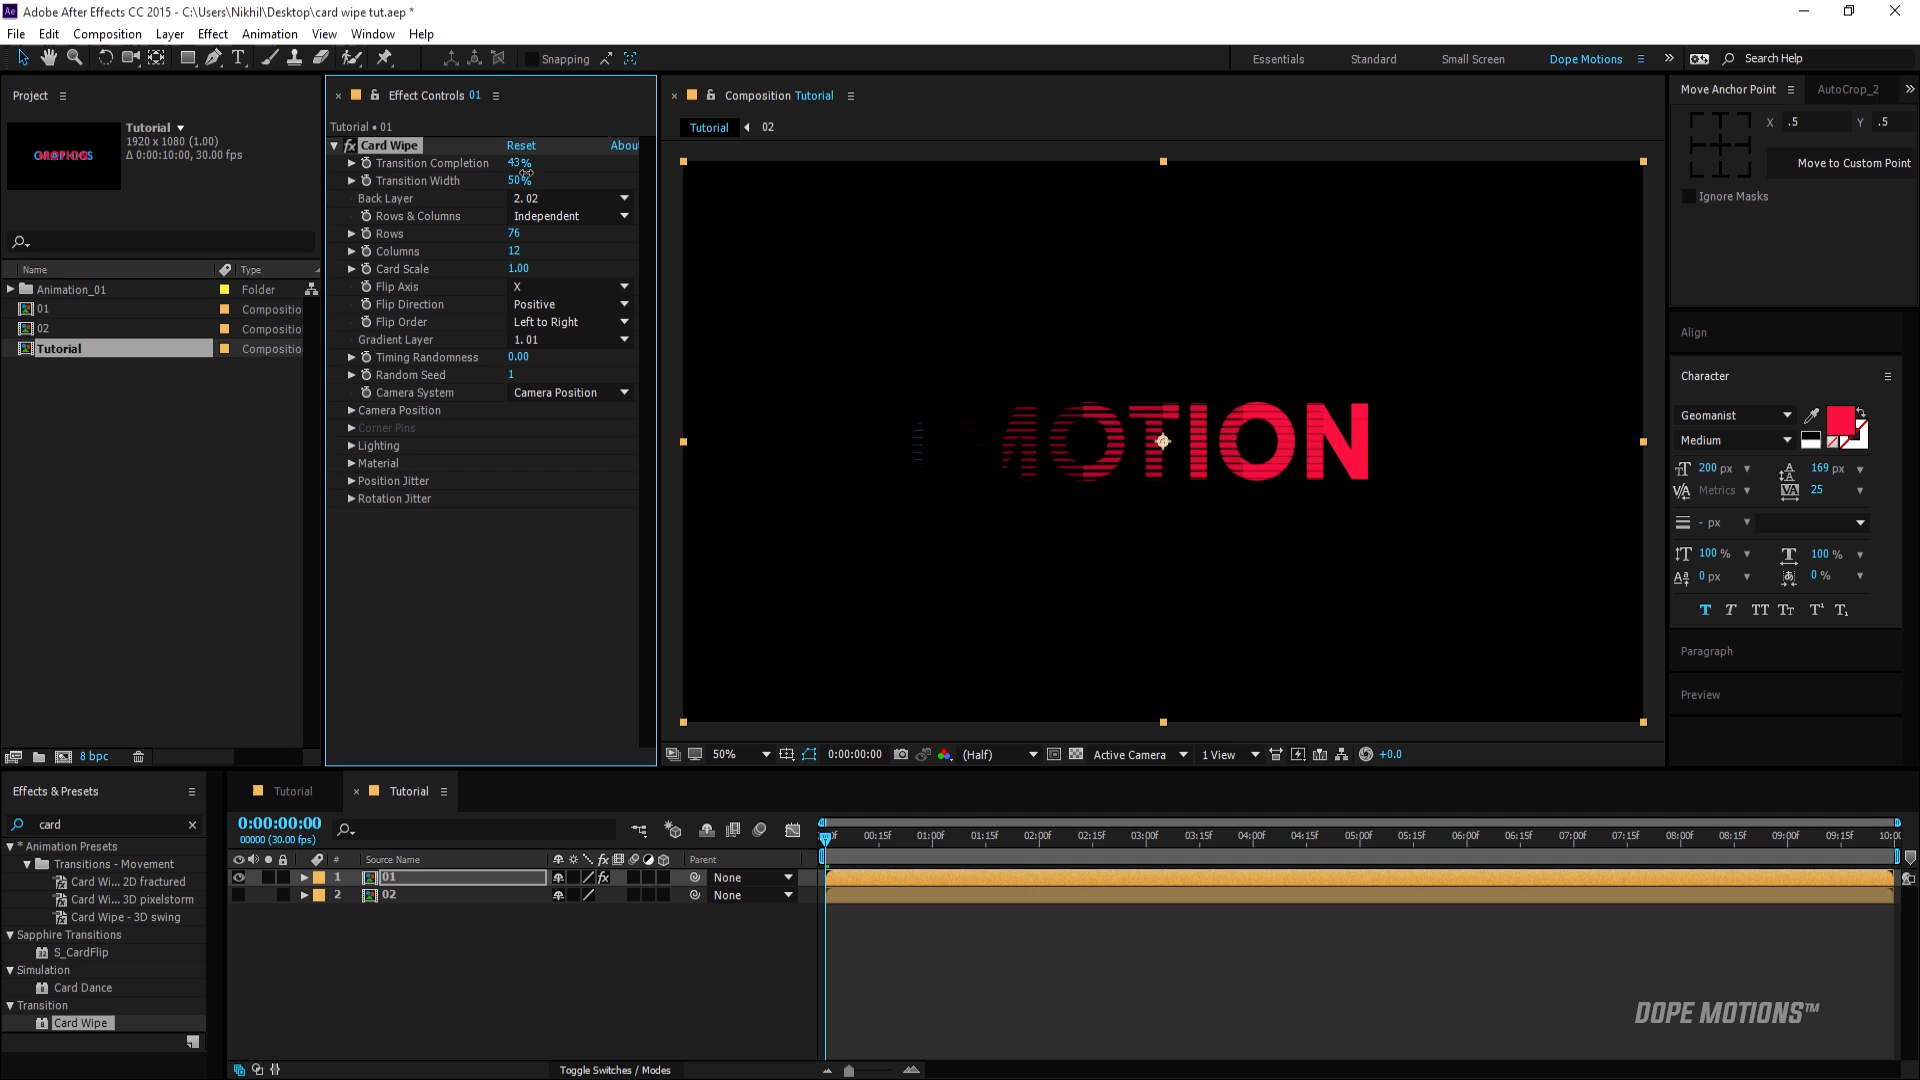 Ae Adobe After Effects CC 2015 - C:\Users\Nikhil\Desktop\card wipe tut.aep *
File Edit Composition Layer Effect Animation View Window Help
Snapping
Essentials Standard Small Screen Dope Motions Search Help
Project
Tutorial
1920 x 1080 (1.00)
Δ 0:00:10:00, 30.00 fps
Name Type
Animation_01 Folder
01 Compositio
02 Compositio
Tutorial Compositio
8 bpc
Effect Controls 01
Tutorial • 01
fx Card Wipe Reset Abou
Transition Completion 43%
Transition Width 50%
Back Layer 2. 02
Rows & Columns Independent
Rows 76
Columns 12
Card Scale 1.00
Flip Axis X
Flip Direction Positive
Flip Order Left to Right
Gradient Layer 1. 01
Timing Randomness 0.00
Random Seed 1
Camera System Camera Position
Camera Position
Corner Pins
Lighting
Material
Position Jitter
Rotation Jitter
Composition Tutorial
Tutorial 02
MOTION
50% 0:00:00:00 (Half) Active Camera 1 View +0.0
Move Anchor Point AutoCrop_2
X .5 Y .5
Move to Custom Point
Ignore Masks
Align
Character
Geomanist
Medium
200 px 169 px
Metrics 25
- px
100 % 100 %
0 px 0 %
T T TT Tt T¹ T₁
Paragraph
Preview
Effects & Presets
card
* Animation Presets
Transitions - Movement
Card Wi... 2D fractured
Card Wi... 3D pixelstorm
Card Wipe - 3D swing
Sapphire Transitions
S_CardFlip
Simulation
Card Dance
Transition
Card Wipe
Tutorial Tutorial
0:00:00:00
00000 (30.00 fps)
00:15f 01:00f 01:15f 02:00f 02:15f 03:00f 03:15f 04:00f 04:15f 05:00f 05:15f 06:00f 06:15f 07:00f 07:15f 08:00f 08:15f 09:00f 09:15f 10:00
# Source Name fx Parent
1 01 fx None
2 02 None
Toggle Switches / Modes
DOPE MOTIONS™